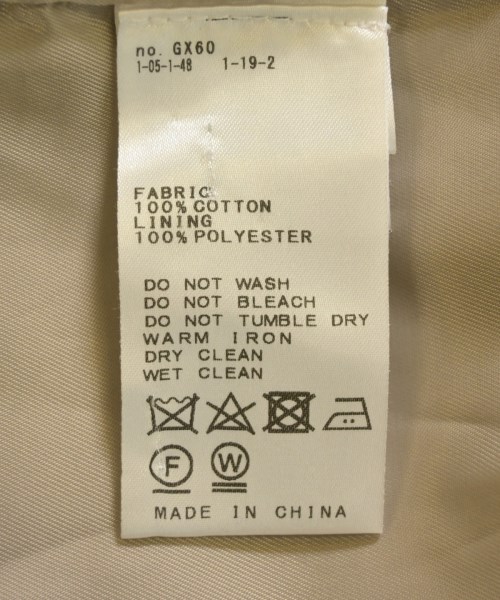 no. GX60
1-05-1-48 1-19-2
FABRIC
100% COTTON
LINING
100% POLYESTER
DO NOT WASH
DO NOT BLEACH
DO NOT TUMBLE DRY
WARM IRON
DRY CLEAN
WET CLEAN
F W
MADE IN CHINA